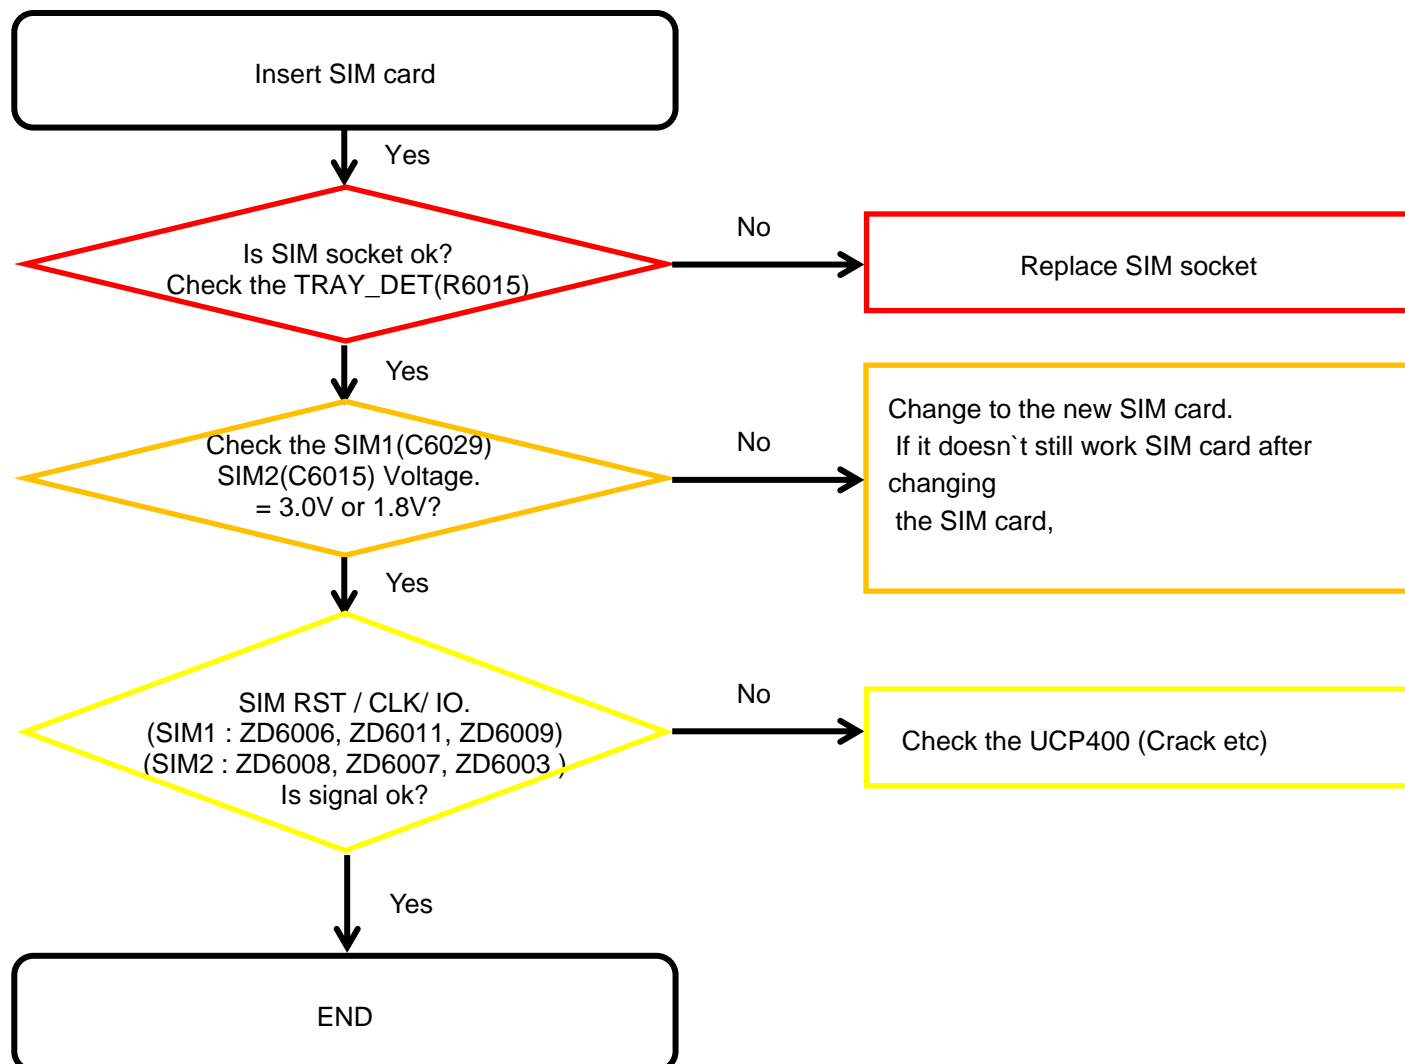 Insert SIM card
Yes
Is SIM socket ok?
Check the TRAY_DET(R6015)
No
Replace SIM socket
Yes
Check the SIM1(C6029)
SIM2(C6015) Voltage.
= 3.0V or 1.8V?
No
Change to the new SIM card.
If it doesn`t still work SIM card after
changing
the SIM card,
Yes
SIM RST / CLK/ IO.
(SIM1 : ZD6006, ZD6011, ZD6009)
(SIM2 : ZD6008, ZD6007, ZD6003 )
Is signal ok?
No
Check the UCP400 (Crack etc)
Yes
END